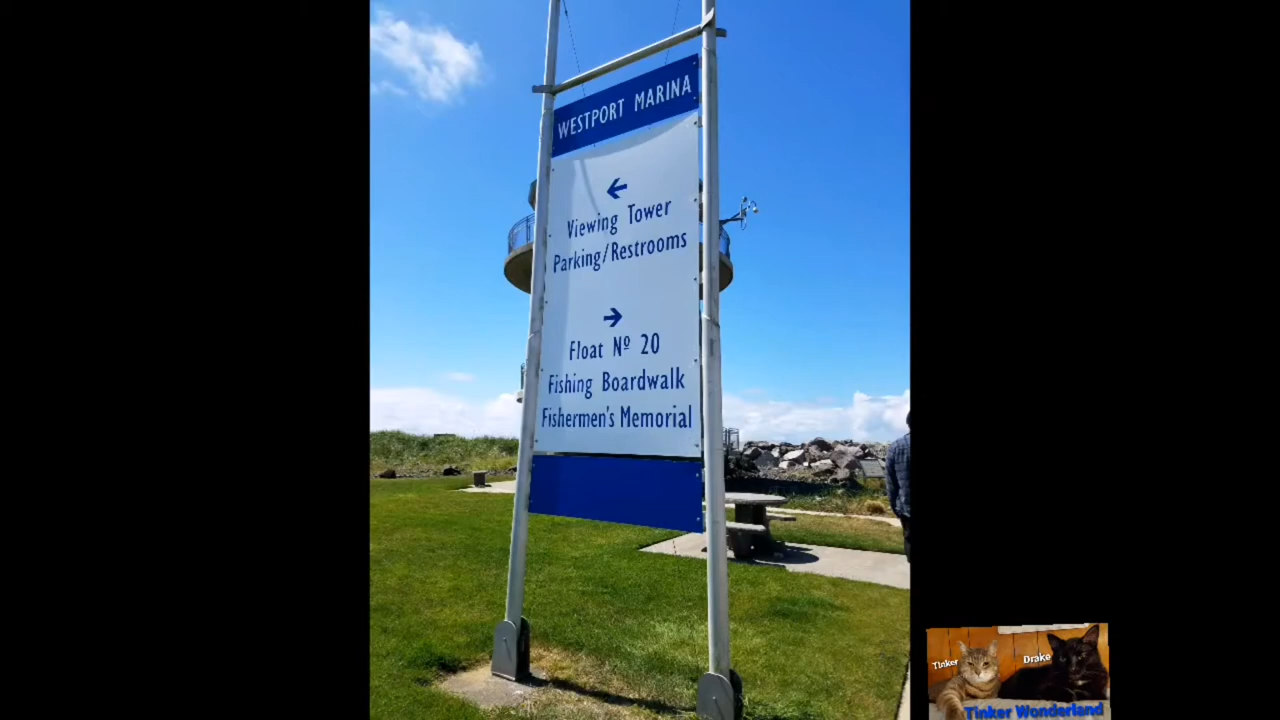 WESTPORT MARINA
←
Viewing Tower
Parking/Restrooms
→
Float Nº 20
Fishing Boardwalk
Fishermen's Memorial
Tinker
Drake
Tinker Wonderland